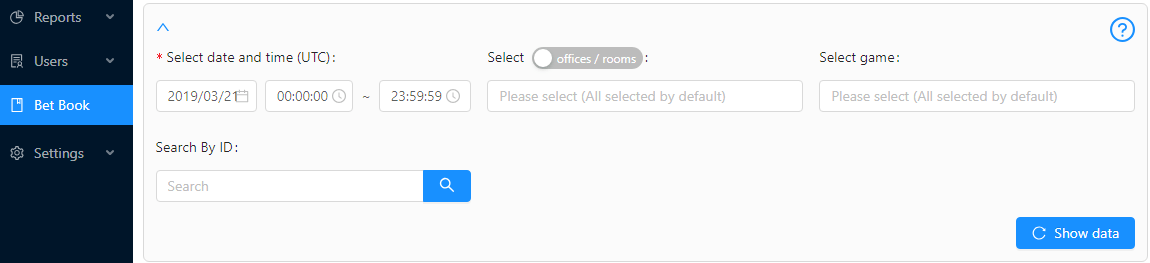 Reports
Users
Bet Book
Settings
* Select date and time (UTC):
2019/03/21 00:00:00 ~ 23:59:59
Select offices / rooms :
Please select (All selected by default)
Select game:
Please select (All selected by default)
Search By ID:
Search
Show data